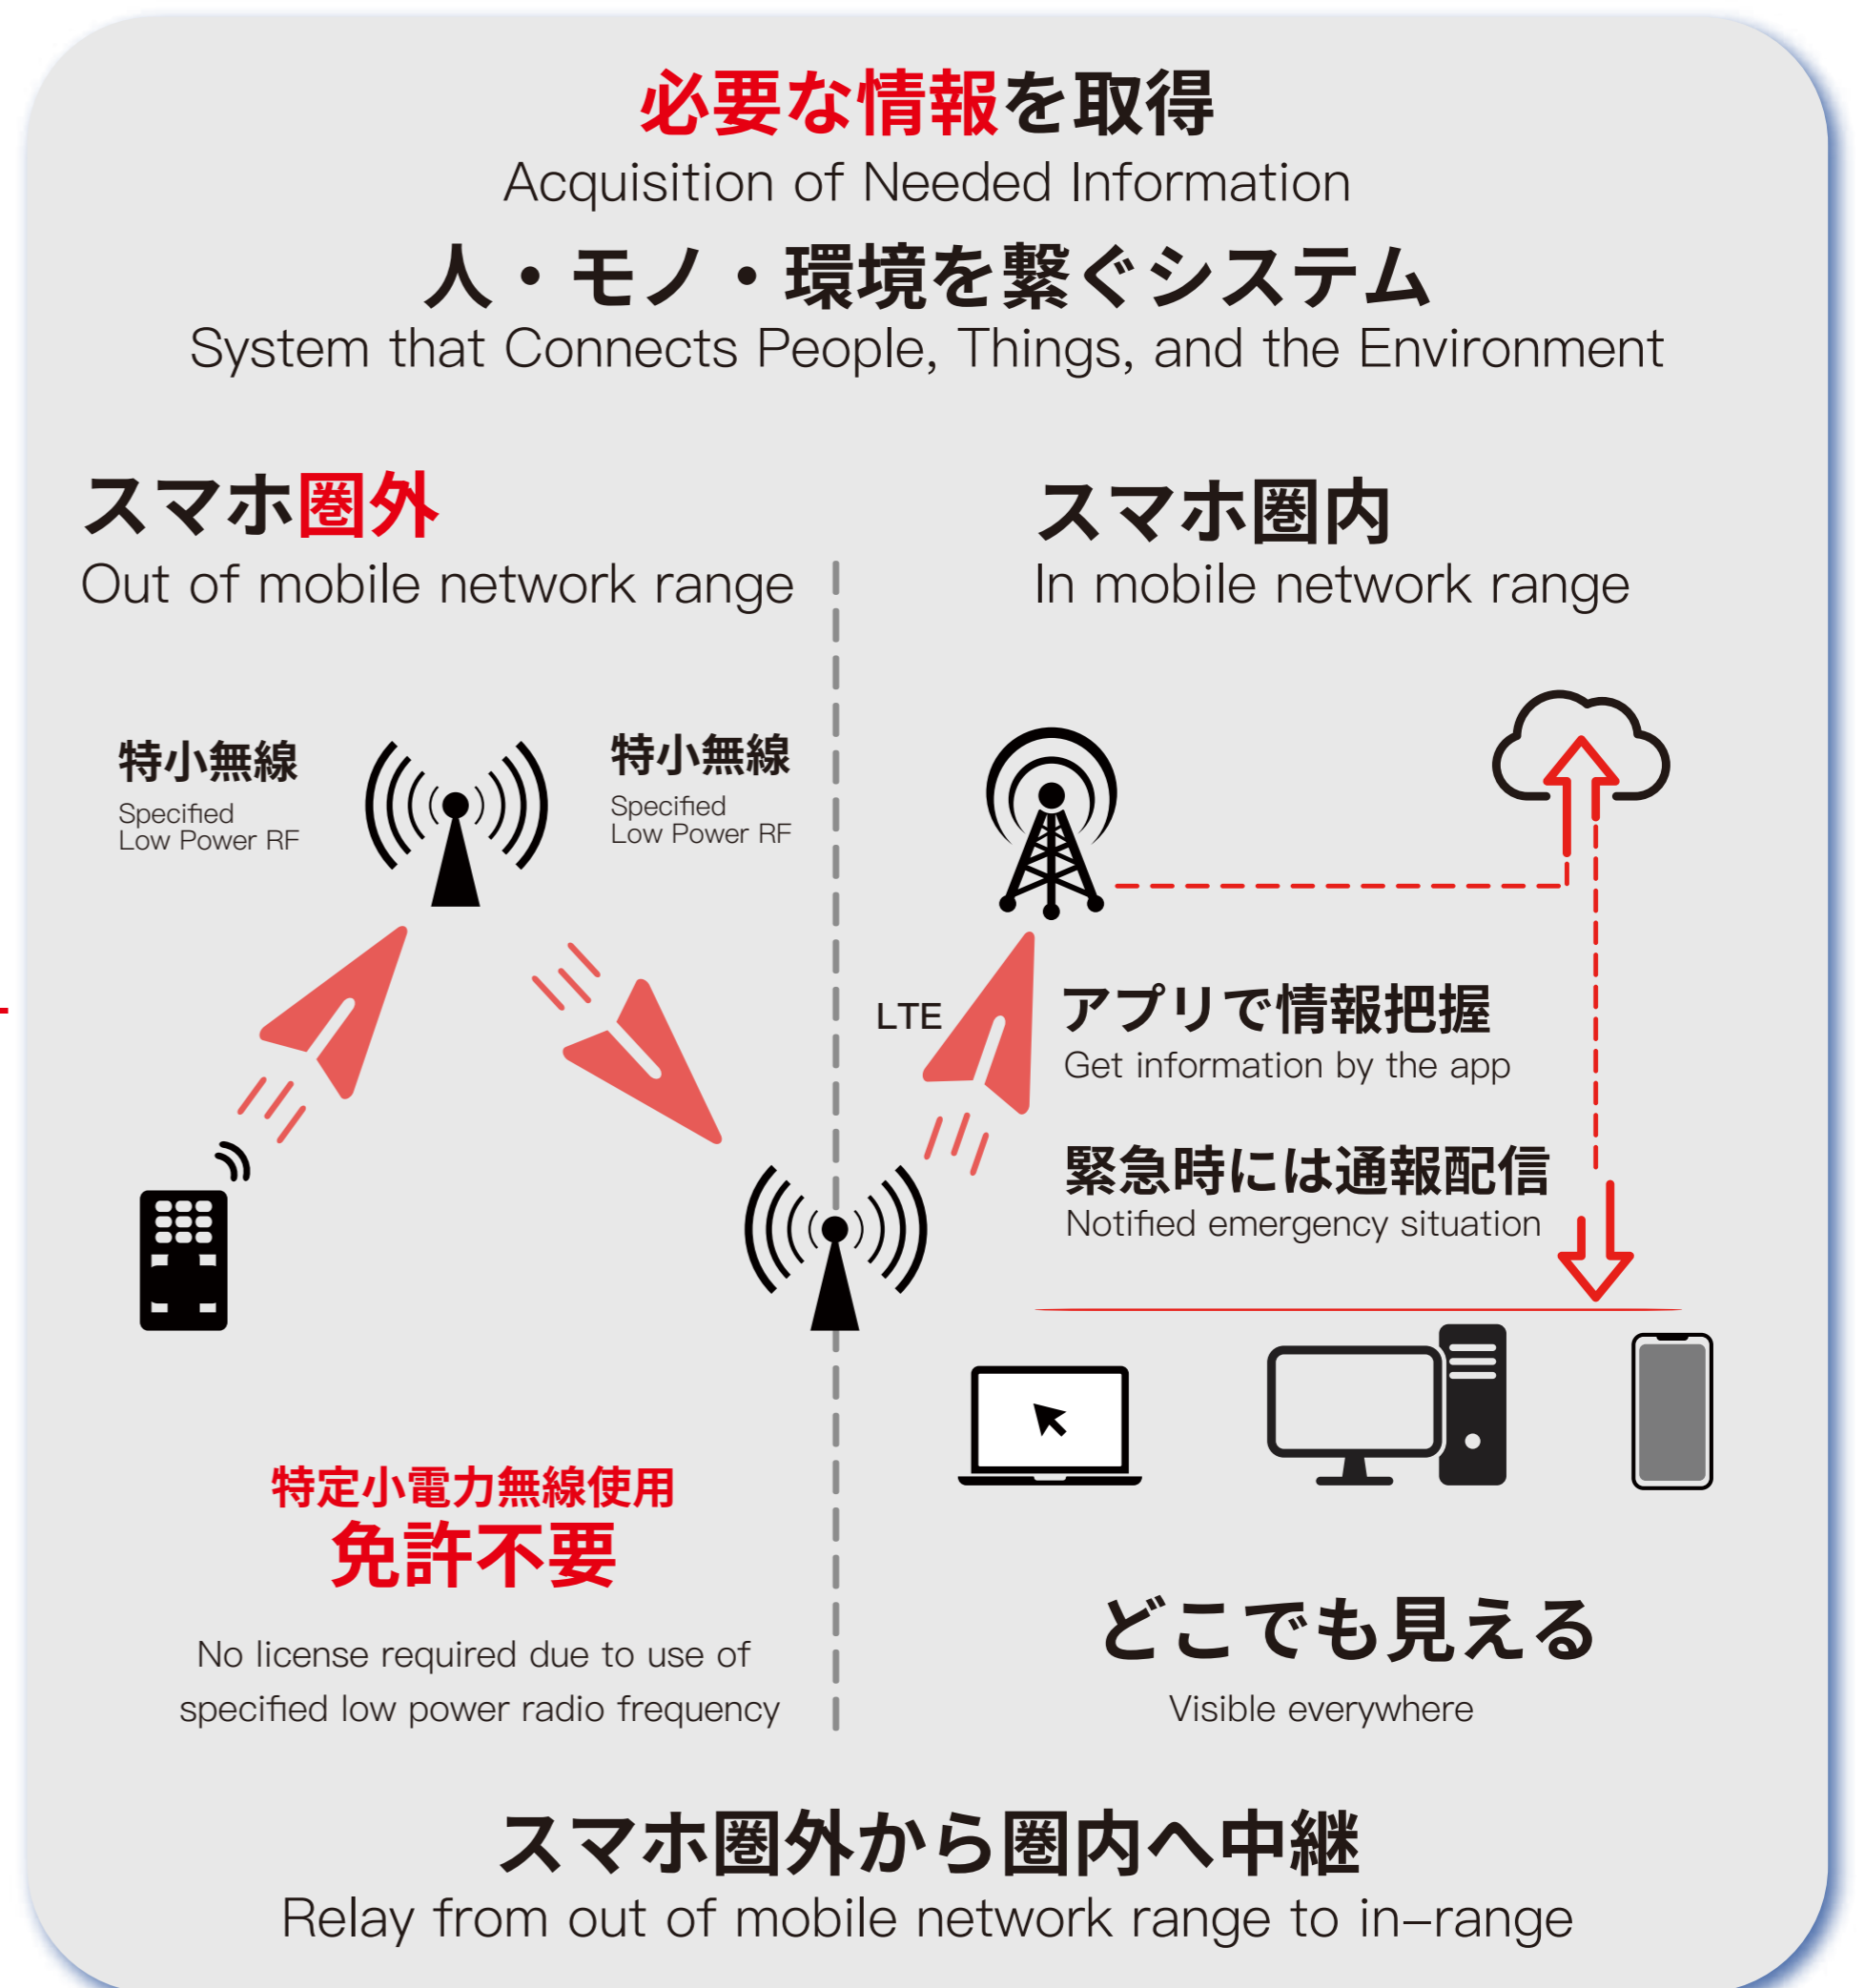 必要な情報を取得
Acquisition of Needed Information
人・モノ・環境を繋ぐシステム
System that Connects People, Things, and the Environment
スマホ圏外
Out of mobile network range
特小無線
Specified
Low Power RF
特小無線
Specified
Low Power RF
特定小電力無線使用
免許不要
No license required due to use of
specified low power radio frequency
スマホ圏内
In mobile network range
LTE
アプリで情報把握
Get information by the app
緊急時には通報配信
Notified emergency situation
どこでも見える
Visible everywhere
スマホ圏外から圏内へ中継
Relay from out of mobile network range to in–range